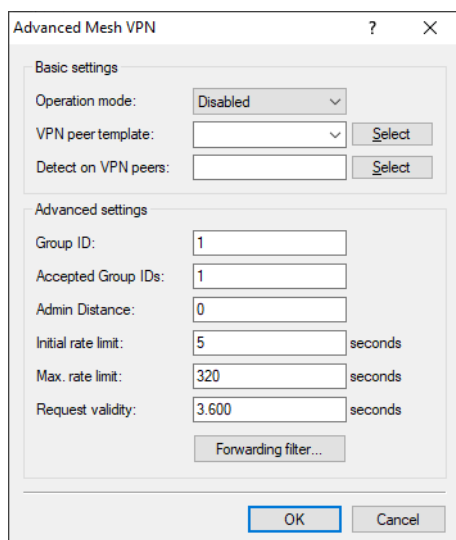 Advanced Mesh VPN ?
Basic settings
Operation mode: Disabled
VPN peer template: Select
Detect on VPN peers: Select
Advanced settings
Group ID: 1
Accepted Group IDs: 1
Admin Distance: 0
Initial rate limit: 5 seconds
Max. rate limit: 320 seconds
Request validity: 3.600 seconds
Forwarding filter...
OK Cancel